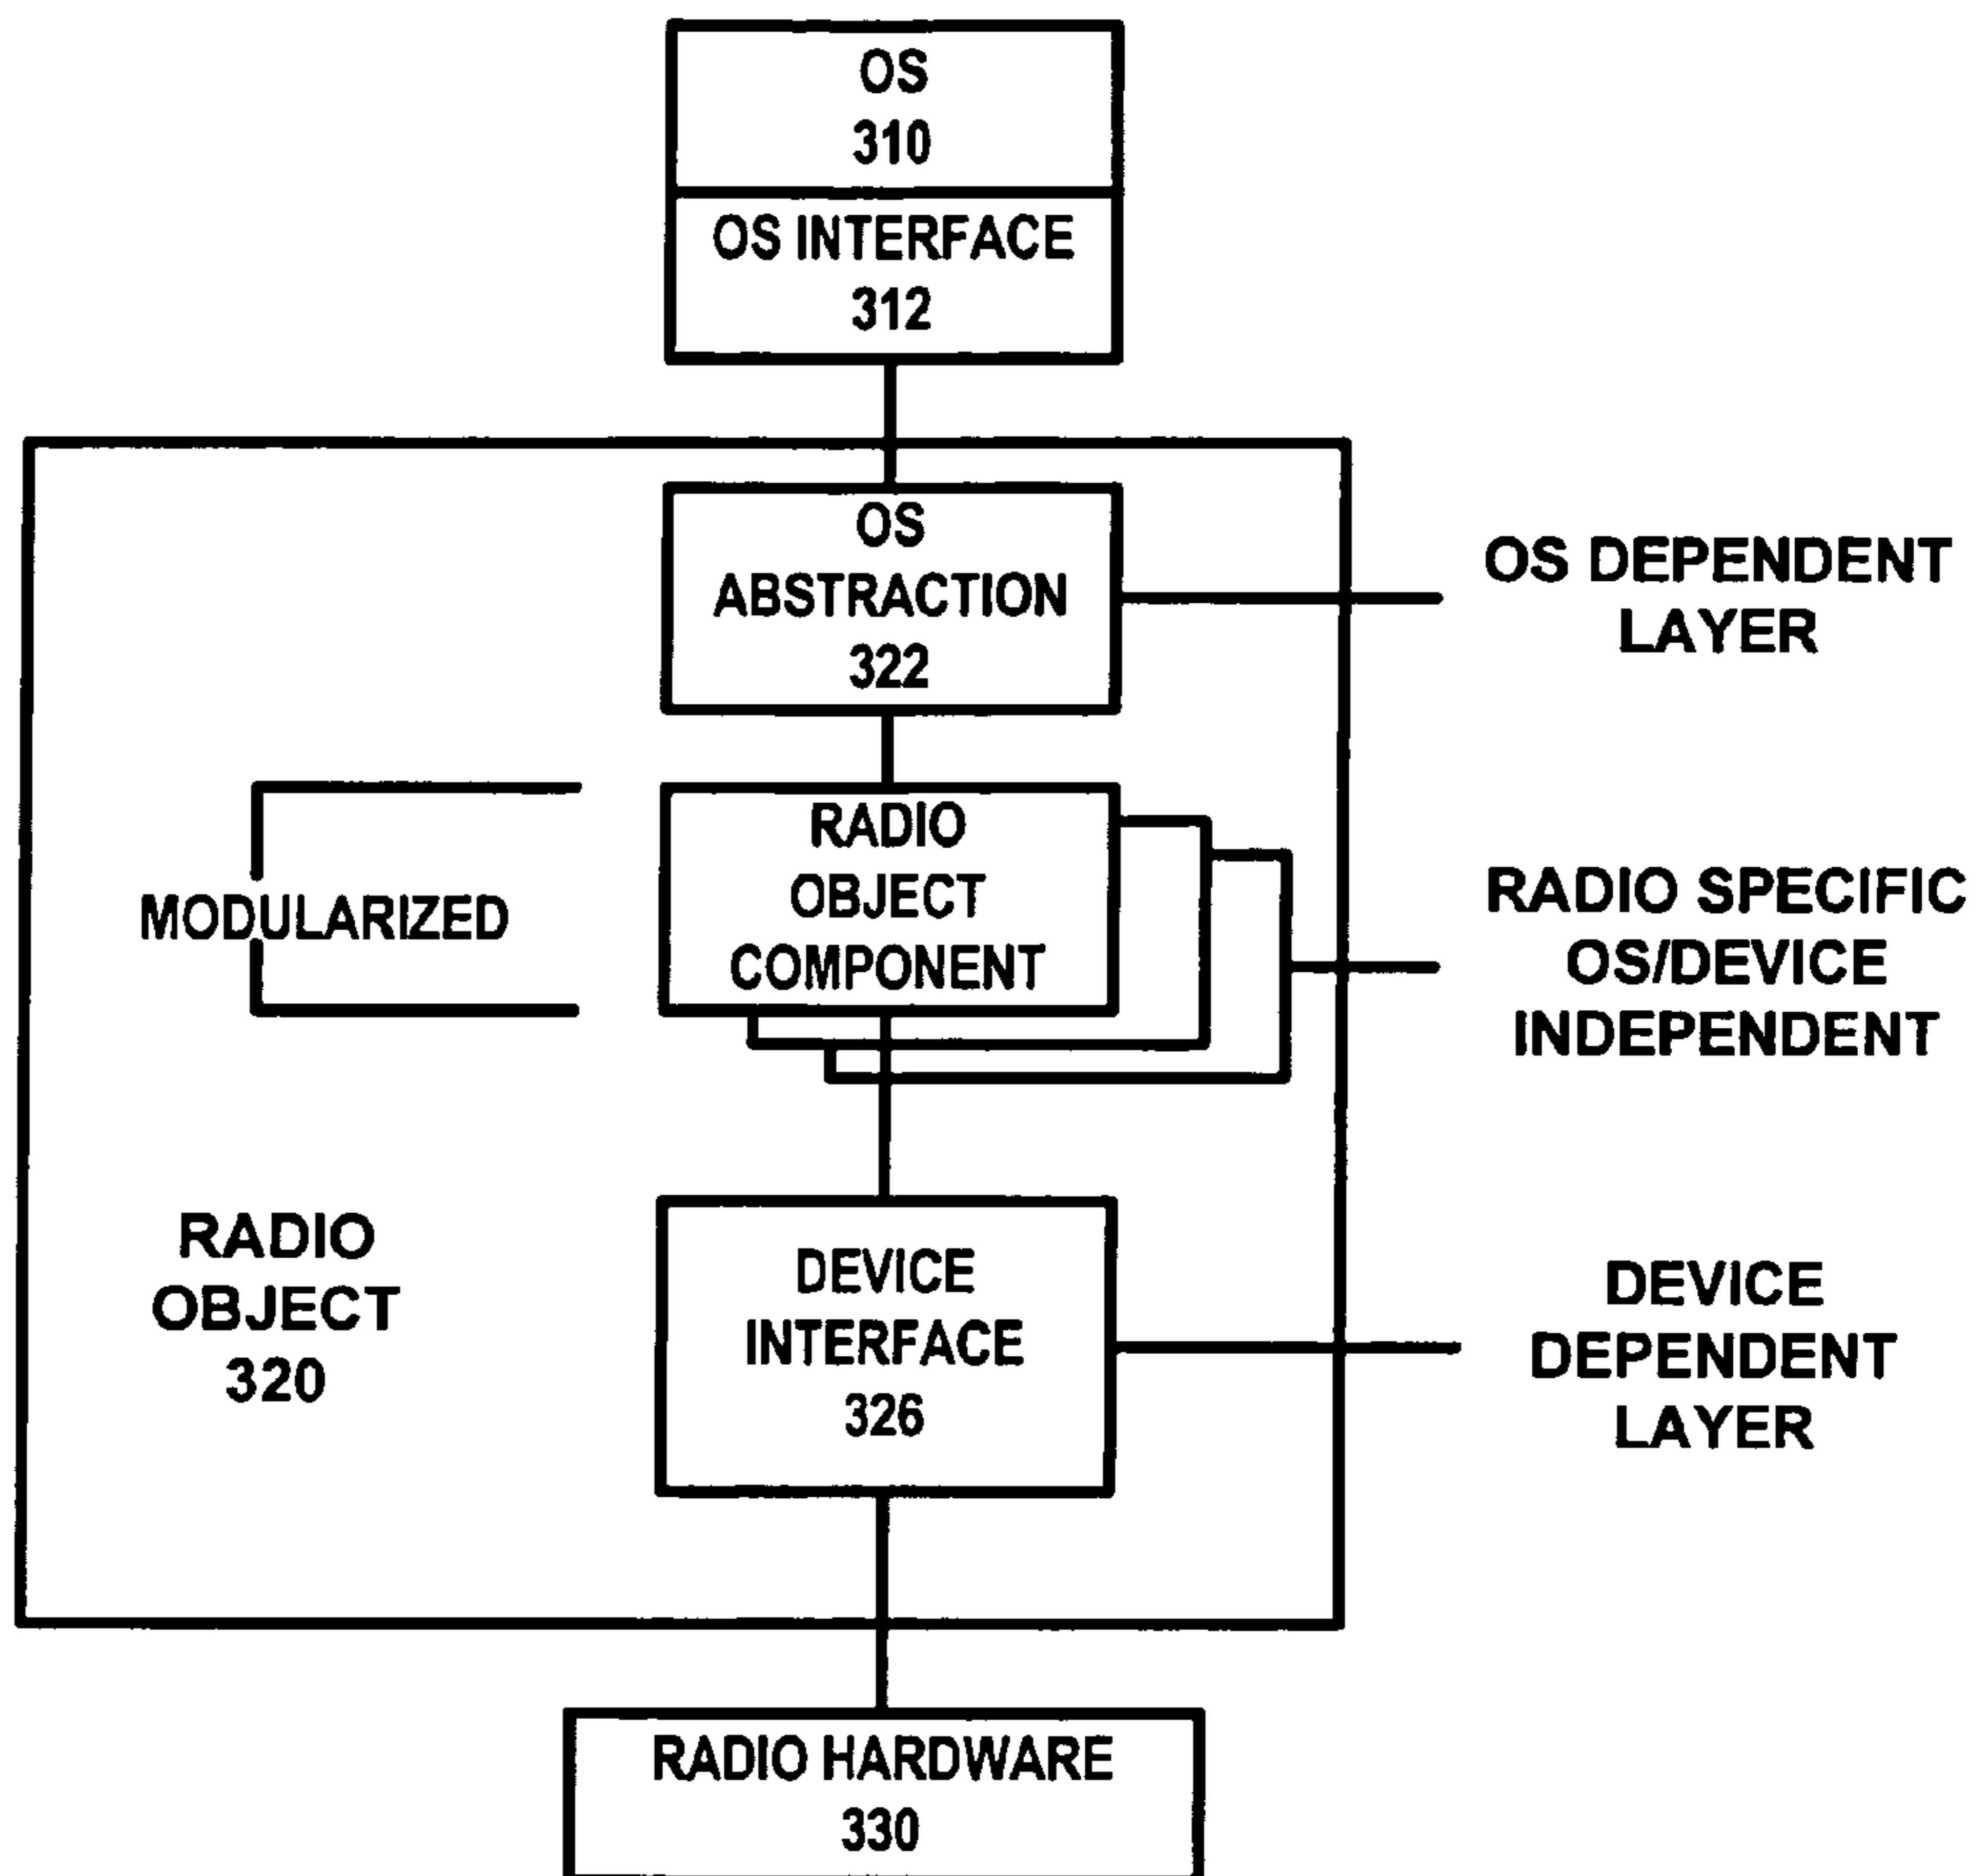 OS
310
OS INTERFACE
312
OS
ABSTRACTION
322
OS DEPENDENT
LAYER
MODULARIZED
RADIO
OBJECT
COMPONENT
RADIO SPECIFIC
OS/DEVICE
INDEPENDENT
RADIO
OBJECT
320
DEVICE
INTERFACE
326
DEVICE
DEPENDENT
LAYER
RADIO HARDWARE
330